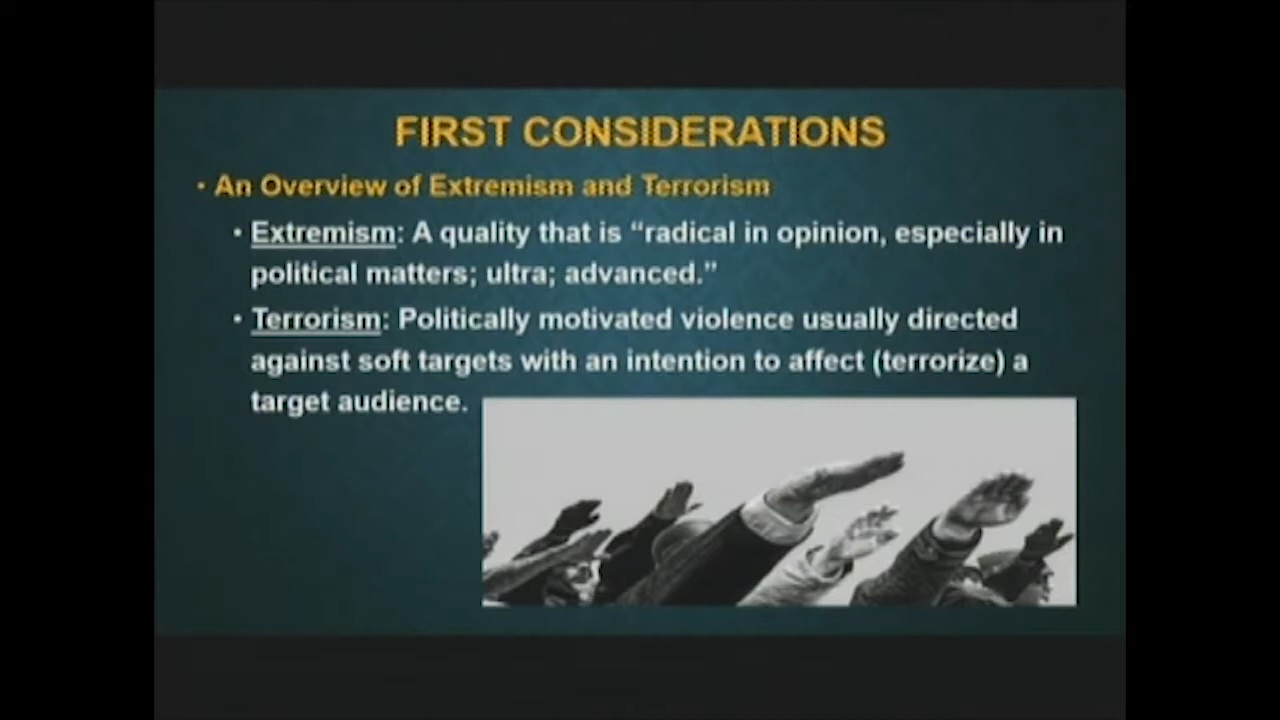 FIRST CONSIDERATIONS
• An Overview of Extremism and Terrorism
• Extremism: A quality that is “radical in opinion, especially in
political matters; ultra; advanced.”
• Terrorism: Politically motivated violence usually directed
against soft targets with an intention to affect (terrorize) a
target audience.